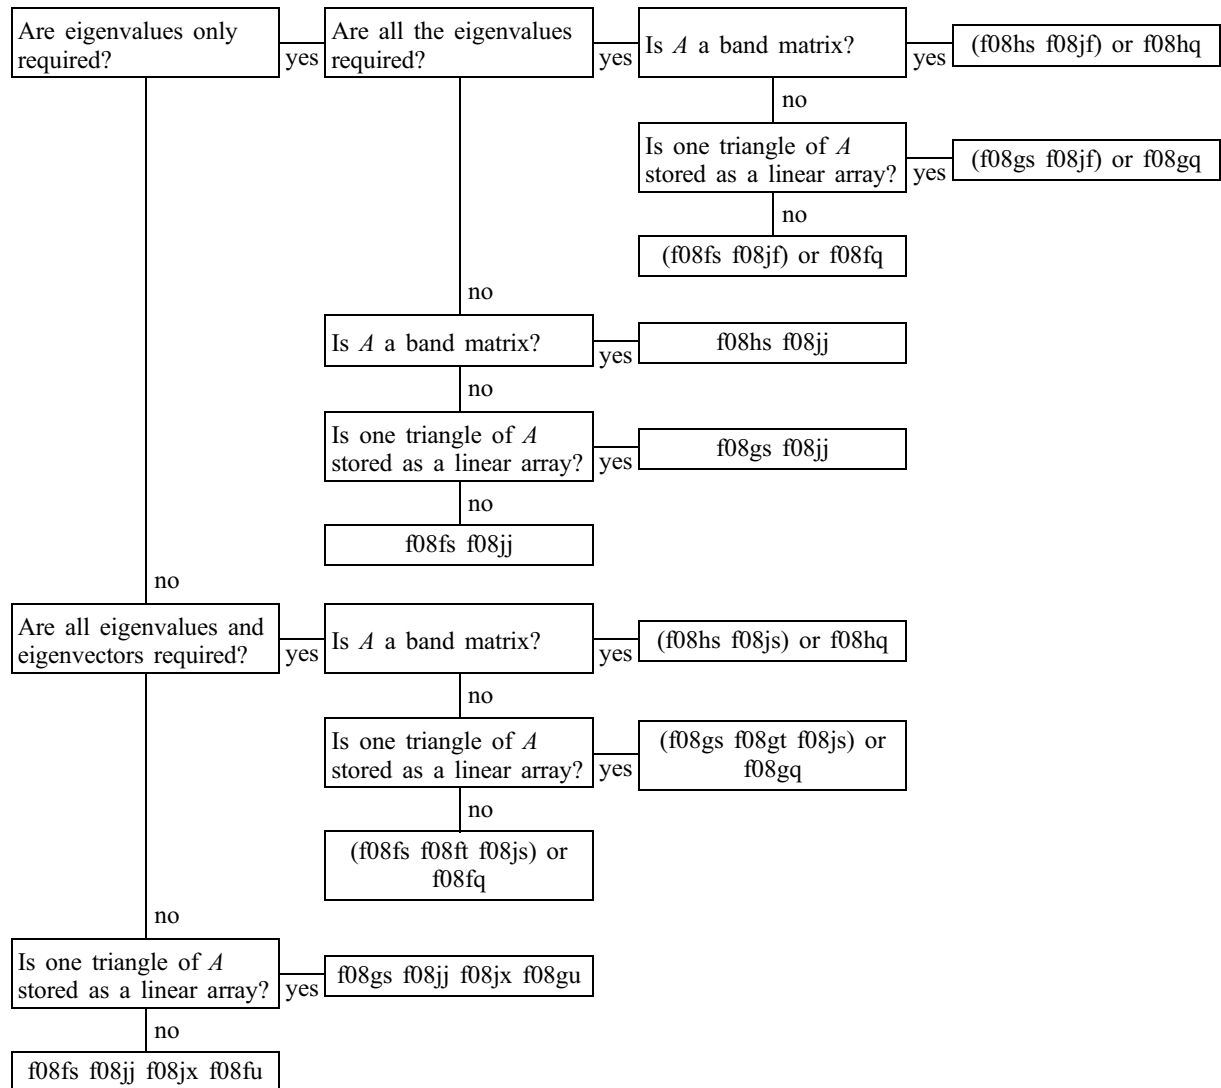 Are eigenvalues only
required?
yes
Are all the eigenvalues
required?
yes
Is A a band matrix?
yes
(f08hs f08jf) or f08hq
no
Is one triangle of A
stored as a linear array?
yes
(f08gs f08jf) or f08gq
no
(f08fs f08jf) or f08fq
no
Is A a band matrix?
yes
f08hs f08jj
no
Is one triangle of A
stored as a linear array?
yes
f08gs f08jj
no
f08fs f08jj
no
Are all eigenvalues and
eigenvectors required?
yes
Is A a band matrix?
yes
(f08hs f08js) or f08hq
no
Is one triangle of A
stored as a linear array?
yes
(f08gs f08gt f08js) or
f08gq
no
(f08fs f08ft f08js) or
f08fq
no
Is one triangle of A
stored as a linear array?
yes
f08gs f08jj f08jx f08gu
no
f08fs f08jj f08jx f08fu